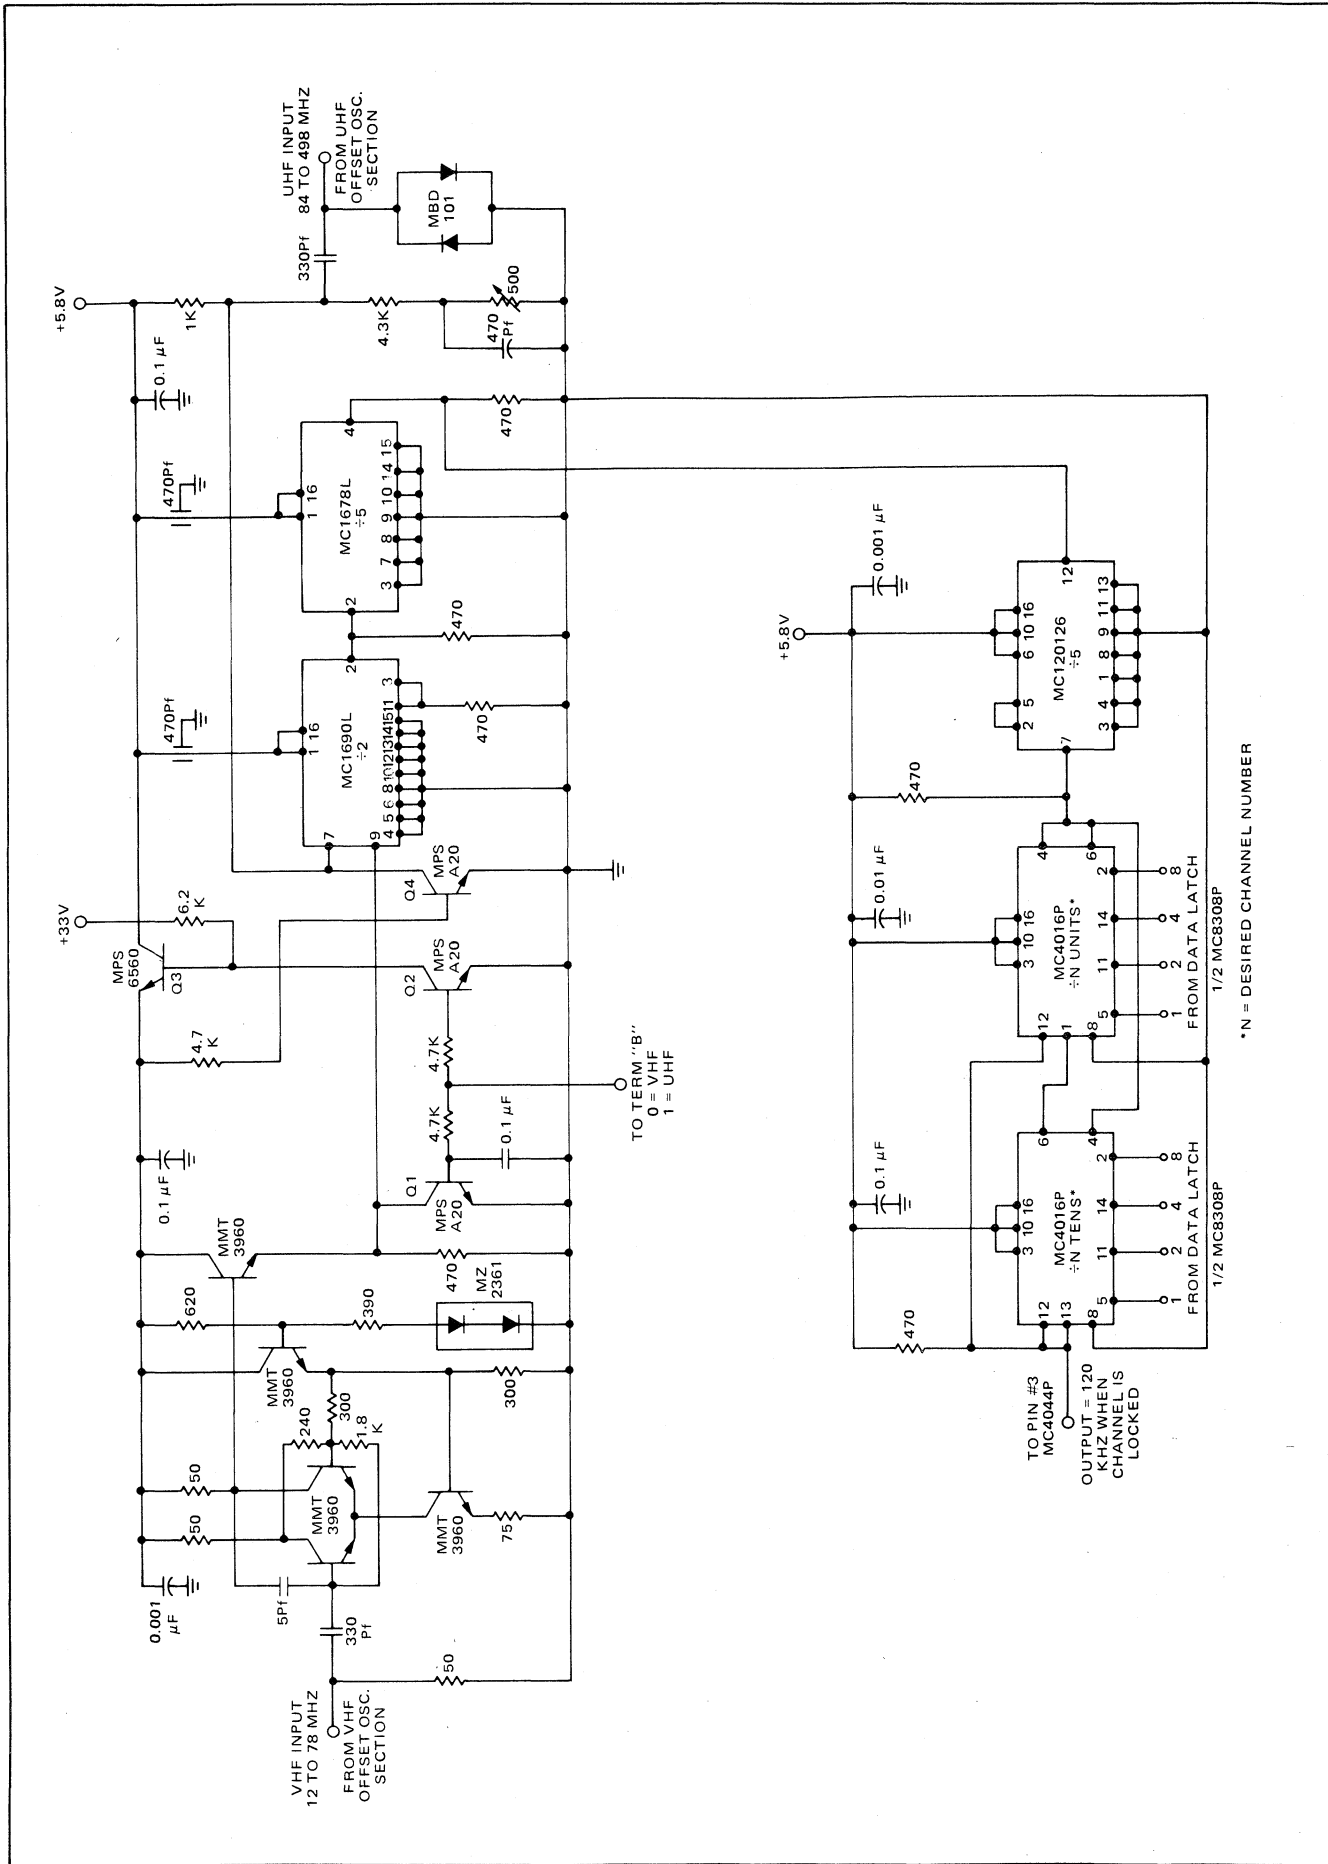 VHF INPUT
12 TO 78 MHZ
FROM VHF
OFFSET OSC.
SECTION
0.001
µF
5Pf
330
Pf
50
50
50
MMT
3960
240
300
1.8
K
MMT
3960
75
MMT
3960
300
620
390
MZ
2361
470
MMT
3960
0.1 µF
Q1
MPS
A20
4.7K
4.7K
0.1 µF
TO TERM "B"
0 = VHF
1 = UHF
4.7
K
MPS
6560
Q3
+33V
6.2
K
Q2
MPS
A20
Q4
MPS
A20
470Pf
1 16
MC1690L
÷2
7
9
2
4 5 6 8 10 12 13 14 15 11 3
470
470
470Pf
1 16
MC1678L
÷5
2
4
3 7 8 9 10 14 15
470
0.1 µF
+5.8V
1K
4.3K
470
Pf
500
330Pf
MBD
101
UHF INPUT
84 TO 498 MHZ
FROM UHF
OFFSET OSC.
SECTION
TO PIN #3
MC4044P
OUTPUT = 120
KHZ WHEN
CHANNEL IS
LOCKED
470
0.1 µF
3 10 16
MC4016P
÷N TENS*
12
13
8
6
4
5 11 14 2
1 2 4 8
FROM DATA LATCH
1/2 MC8308P
0.01 µF
3 10 16
MC4016P
÷N UNITS*
12
1
8
4
6
5 11 14 2
1 2 4 8
FROM DATA LATCH
1/2 MC8308P
470
+5.8V
0.001 µF
2 5 6 10 16
MC120126
÷5
7
12
3 4 1 8 9 11 13
*N = DESIRED CHANNEL NUMBER